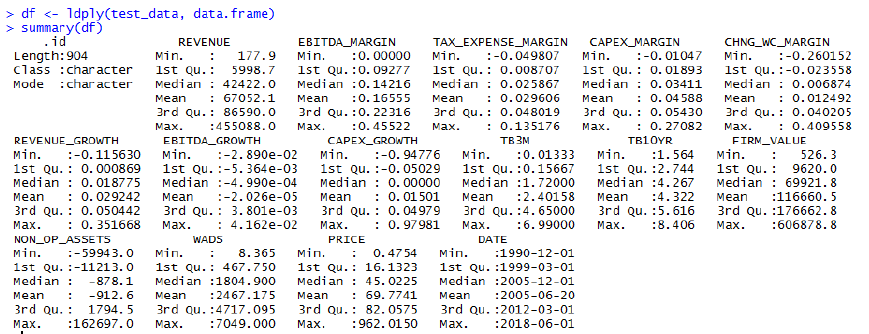 > df <- ldply(test_data, data.frame)
> summary(df)
.id REVENUE EBITDA_MARGIN TAX_EXPENSE_MARGIN CAPEX_MARGIN CHNG_WC_MARGIN
Length:904 Min. : 177.9 Min. :0.00000 Min. :-0.049807 Min. :-0.01047 Min. :-0.260152
Class :character 1st Qu.: 5998.7 1st Qu.:0.09277 1st Qu.: 0.008707 1st Qu.: 0.01893 1st Qu.:-0.023558
Mode :character Median : 42422.0 Median :0.14216 Median : 0.025867 Median : 0.03411 Median : 0.006874
Mean : 67052.1 Mean :0.16555 Mean : 0.029606 Mean : 0.04588 Mean : 0.012492
3rd Qu.: 86590.0 3rd Qu.:0.22316 3rd Qu.: 0.048019 3rd Qu.: 0.05430 3rd Qu.: 0.040205
Max. :455088.0 Max. :0.45522 Max. : 0.135176 Max. : 0.27082 Max. : 0.409558
REVENUE_GROWTH EBITDA_GROWTH CAPEX_GROWTH TB3M TB10YR FIRM_VALUE
Min. :-0.115630 Min. :-2.890e-02 Min. :-0.94776 Min. :0.01333 Min. :1.564 Min. : 526.3
1st Qu.: 0.000869 1st Qu.:-5.364e-03 1st Qu.:-0.05029 1st Qu.:0.15667 1st Qu.:2.744 1st Qu.: 9620.0
Median : 0.018775 Median :-4.990e-04 Median : 0.00000 Median :1.72000 Median :4.267 Median : 69921.8
Mean : 0.029242 Mean :-2.026e-05 Mean : 0.01501 Mean :2.40158 Mean :4.322 Mean :116660.5
3rd Qu.: 0.050442 3rd Qu.: 3.801e-03 3rd Qu.: 0.04979 3rd Qu.:4.65000 3rd Qu.:5.616 3rd Qu.:176662.8
Max. : 0.351668 Max. : 4.162e-02 Max. : 0.97981 Max. :6.99000 Max. :8.406 Max. :606878.8
NON_OP_ASSETS WADS PRICE DATE
Min. :-59943.0 Min. : 8.365 Min. : 0.4754 Min. :1990-12-01
1st Qu.:-11213.0 1st Qu.: 467.750 1st Qu.: 16.1323 1st Qu.:1999-03-01
Median : -878.1 Median :1804.900 Median : 45.0225 Median :2005-12-01
Mean : -912.6 Mean :2467.175 Mean : 69.7741 Mean :2005-06-20
3rd Qu.: 1794.5 3rd Qu.:4717.095 3rd Qu.: 82.0575 3rd Qu.:2012-03-01
Max. :162697.0 Max. :7049.000 Max. :962.0150 Max. :2018-06-01